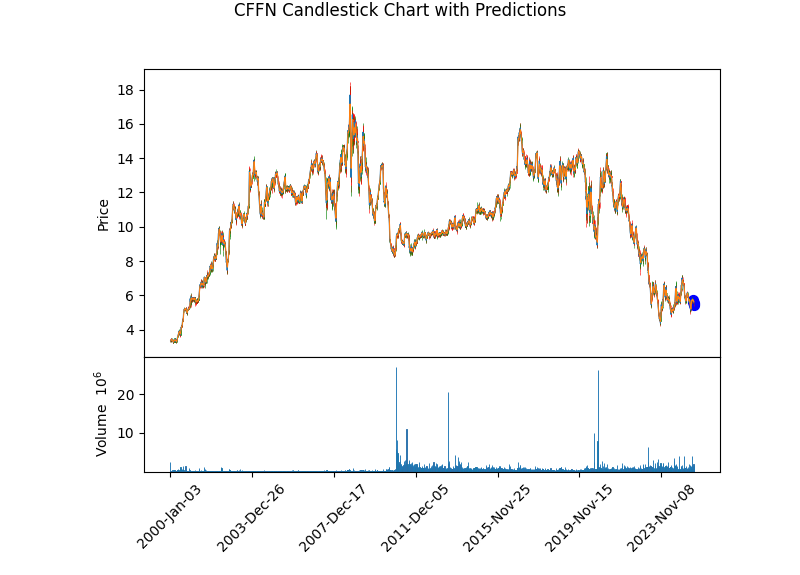 CFFN Candlestick Chart with Predictions
18
16
14
12
10
8
6
4
Price
20
10
Volume 10^6
2000-Jan-03
2003-Dec-26
2007-Dec-17
2011-Dec-05
2015-Nov-25
2019-Nov-15
2023-Nov-08